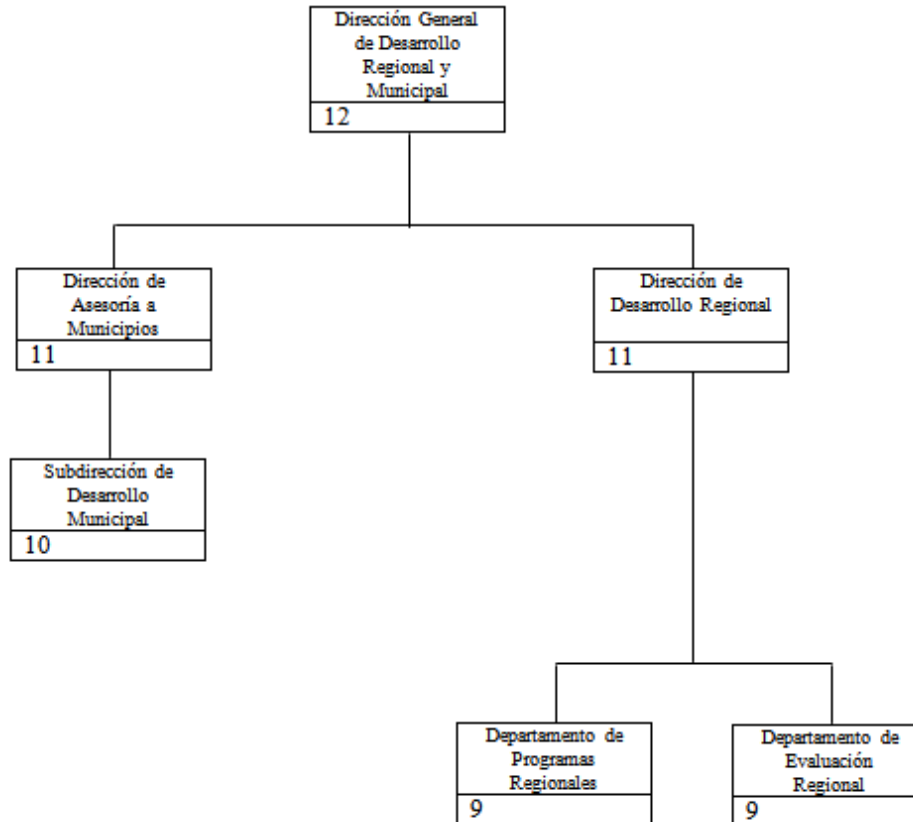 Dirección General
de Desarrollo
Regional y
Municipal
12
Dirección de
Asesoría a
Municipios
11
Dirección de
Desarrollo Regional
11
Subdirección de
Desarrollo
Municipal
10
Departamento de
Programas
Regionales
9
Departamento de
Evaluación
Regional
9